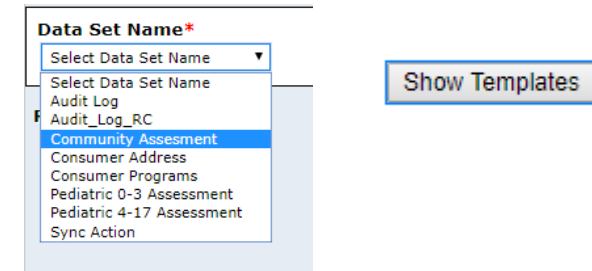 Data Set Name*
Select Data Set Name
Select Data Set Name
Audit Log
Audit_Log_RC
Community Assesment
Consumer Address
Consumer Programs
Pediatric 0-3 Assessment
Pediatric 4-17 Assessment
Sync Action
Show Templates